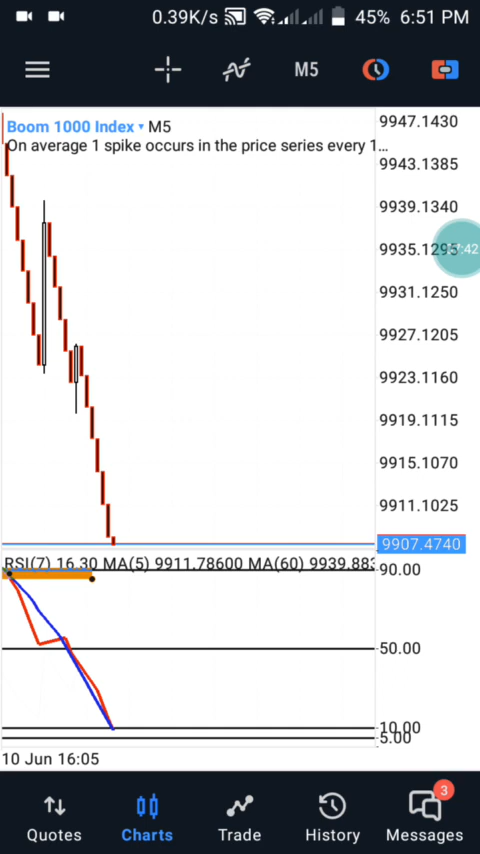 0.39K/s 45% 6:51 PM
M5
Boom 1000 Index M5
On average 1 spike occurs in the price series every 1...
9947.1430
9943.1385
9939.1340
9935.1295
:42
9931.1250
9927.1205
9923.1160
9919.1115
9915.1070
9911.1025
9907.4740
RSI(7) 16.30 MA(5) 9911.78600 MA(60) 9939.883
90.00
50.00
10.00
5.00
10 Jun 16:05
3
Quotes Charts Trade History Messages